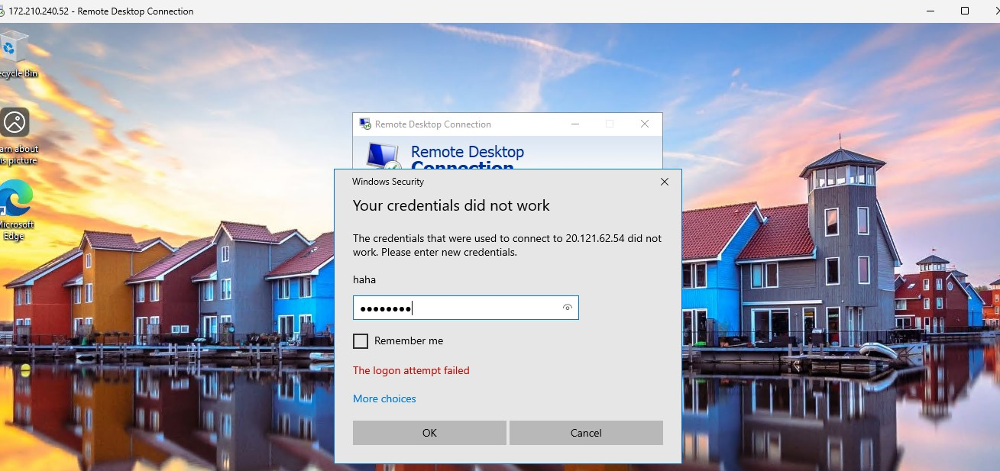 172.210.240.52 - Remote Desktop Connection
ecycle Bin
arn about
is picture
Microsoft
Edge
Remote Desktop Connection
Remote Desktop
Connection
Windows Security
Your credentials did not work
The credentials that were used to connect to 20.121.62.54 did not
work. Please enter new credentials.
haha
Remember me
The logon attempt failed
More choices
OK
Cancel